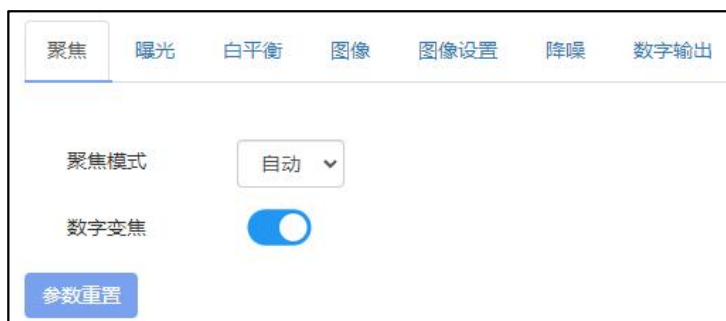 聚焦 曝光 白平衡 图像 图像设置 降噪 数字输出
聚焦模式 自动
数字变焦
参数重置